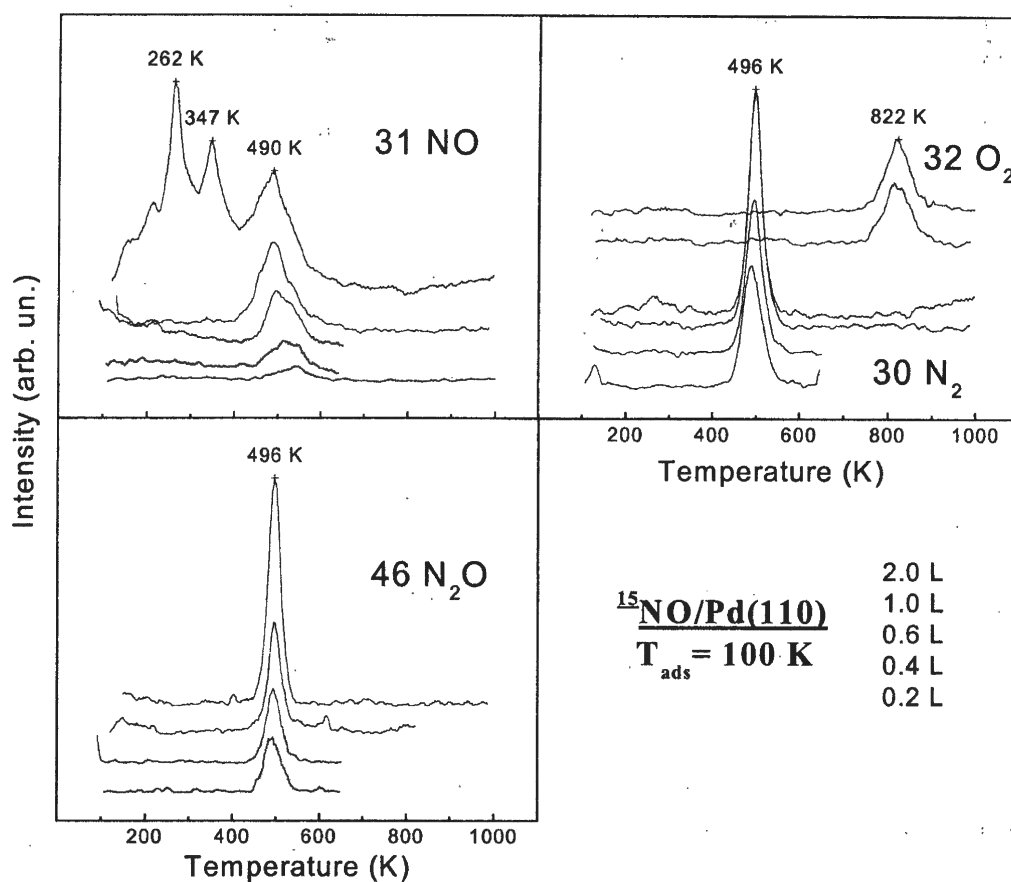 262 K
347 K
490 K
31 NO
496 K
822 K
32 O₂
30 N₂
200 400 600 800 1000
Temperature (K)
Intensity (arb. un.)
496 K
46 N₂O
200 400 600 800 1000
Temperature (K)
¹⁵NO/Pd(110)
T_ads = 100 K
2.0 L
1.0 L
0.6 L
0.4 L
0.2 L